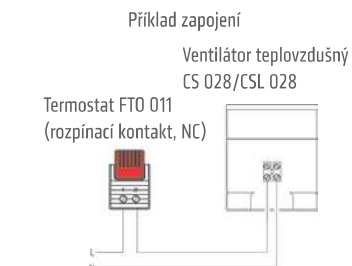 Příklad zapojení
Ventilátor teplovzdušný
CS 028/CSL 028
Termostat FTO 011
(rozpínací kontakt, NC)
L